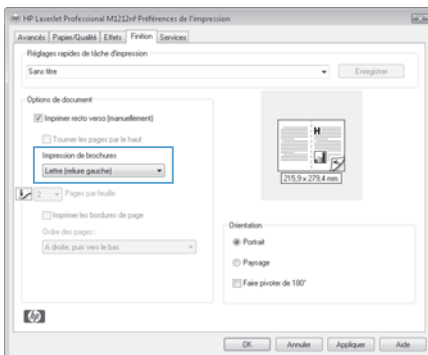 HP LaserJet Professional M1212nf Préférences de l'impression
Avancés Papier/Qualité Effets Finition Services
Réglages rapides de tâche d'impression
Sans titre
Enregistrer
Options de document
Imprimer recto verso (manuellement)
Tourner les pages par le haut
Impression de brochures
Lettre (reliure gauche)
2 Pages par feuille
Imprimer les bordures de page
Ordre des pages :
A droite, puis vers le bas
H
215,9 x 279,4 mm.
Orientation
Portrait
Paysage
Faire pivoter de 180°
hp
OK Annuler Appliquer Aide